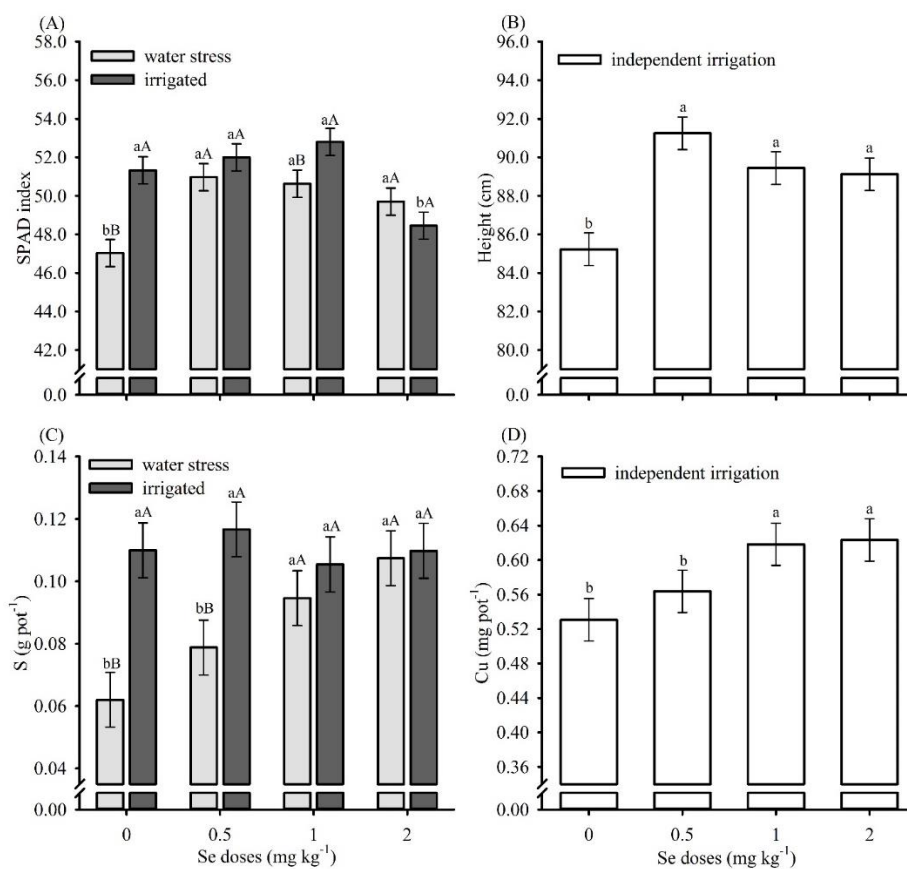 (A)
58.0
56.0
54.0
52.0
50.0
48.0
46.0
44.0
42.0
0.0
SPAD index
water stress
irrigated
bB
aA
aA
aA
aB
aA
aA
bA
(B)
96.0
94.0
92.0
90.0
88.0
86.0
84.0
82.0
80.0
0.0
Height (cm)
independent irrigation
b
a
a
a
(C)
0.14
0.12
0.10
0.08
0.06
0.04
0.00
S (g pot⁻¹)
water stress
irrigated
bB
aA
bB
aA
aA
aA
aA
aA
0
0.5
1
2
Se doses (mg kg⁻¹)
(D)
0.72
0.68
0.64
0.60
0.56
0.52
0.48
0.44
0.40
0.36
0.00
Cu (mg pot⁻¹)
independent irrigation
b
b
a
a
0
0.5
1
2
Se doses (mg kg⁻¹)